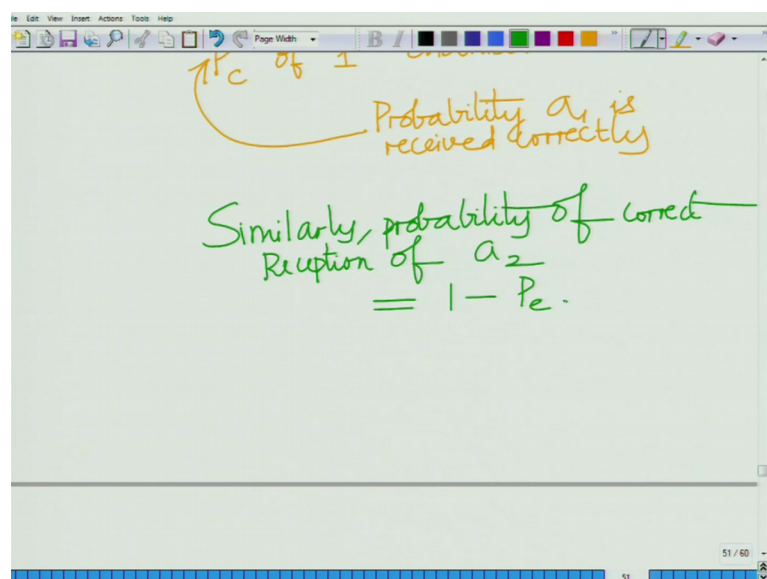 Edit View Insert Actions Tools Help
Page Width
P_C of 1
Probability a_1 is
received correctly
Similarly, probability of correct
Reception of a_2
= 1 - P_e.
51 / 60
51